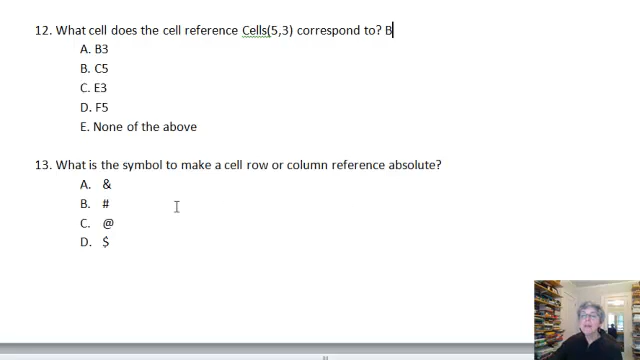 12. What cell does the cell reference Cells(5,3) correspond to? B
A. B3
B. C5
C. E3
D. F5
E. None of the above
13. What is the symbol to make a cell row or column reference absolute?
A. &
B. #
C. @
D. $